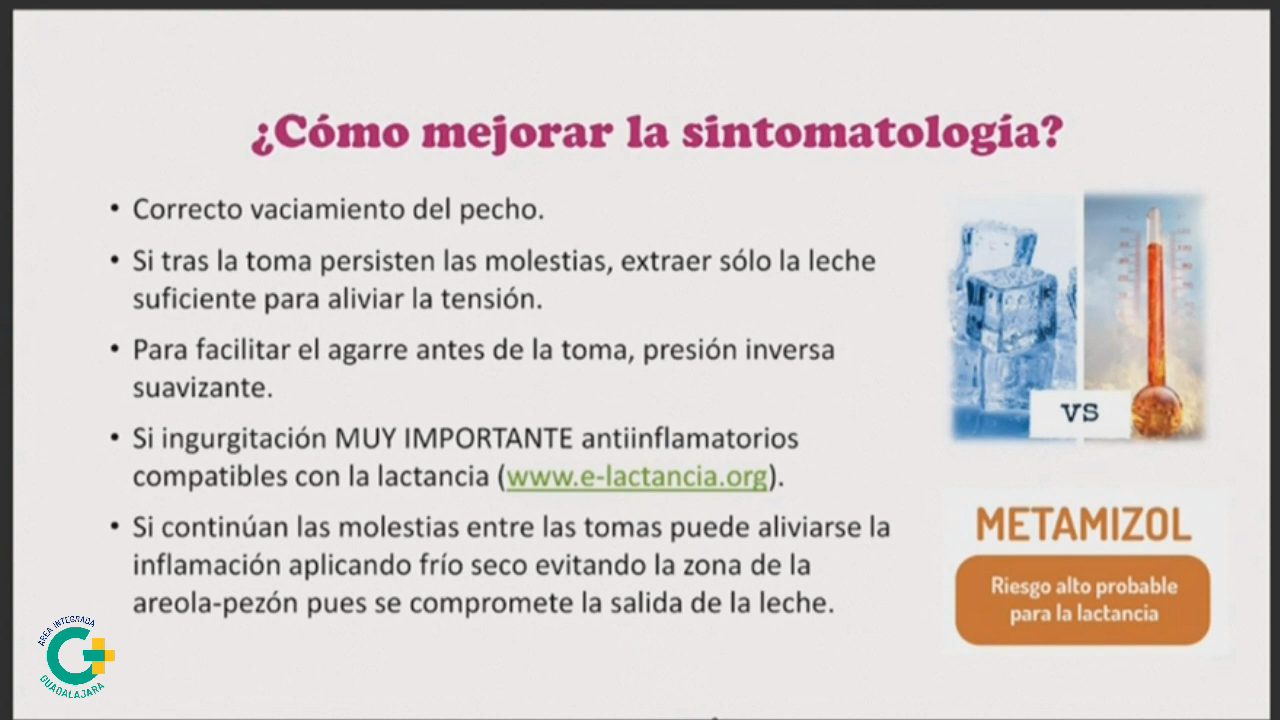 ¿Cómo mejorar la sintomatología?
• Correcto vaciamiento del pecho.
• Si tras la toma persisten las molestias, extraer sólo la leche
suficiente para aliviar la tensión.
• Para facilitar el agarre antes de la toma, presión inversa
suavizante.
• Si ingurgitación MUY IMPORTANTE antiinflamatorios
compatibles con la lactancia (www.e-lactancia.org).
• Si continúan las molestias entre las tomas puede aliviarse la
inflamación aplicando frío seco evitando la zona de la
areola-pezón pues se compromete la salida de la leche.
VS
METAMIZOL
Riesgo alto probable
para la lactancia
ÁREA INTEGRADA
GUADALAJARA